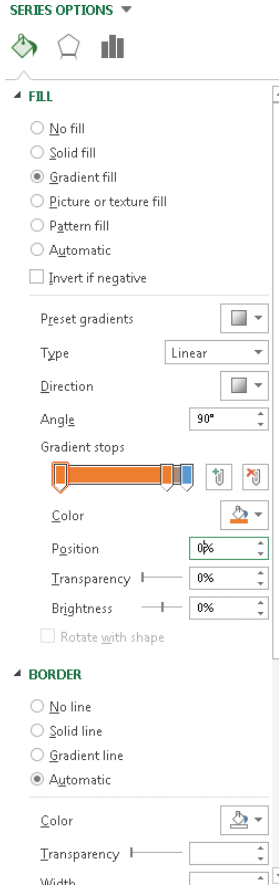 SERIES OPTIONS
FILL
No fill
Solid fill
Gradient fill
Picture or texture fill
Pattern fill
Automatic
Invert if negative
Preset gradients
Type Linear
Direction
Angle 90°
Gradient stops
Color
Position 0%
Transparency 0%
Brightness 0%
Rotate with shape
BORDER
No line
Solid line
Gradient line
Automatic
Color
Transparency
Width